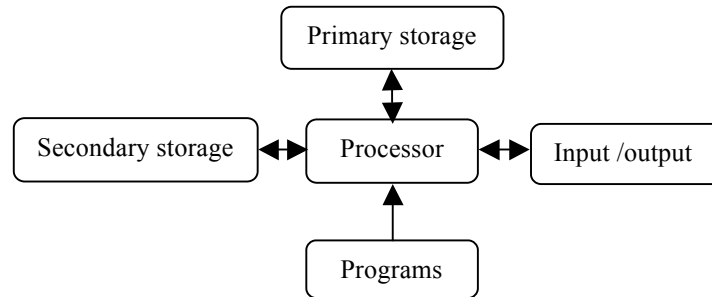 Primary storage
Secondary storage
Processor
Input /output
Programs